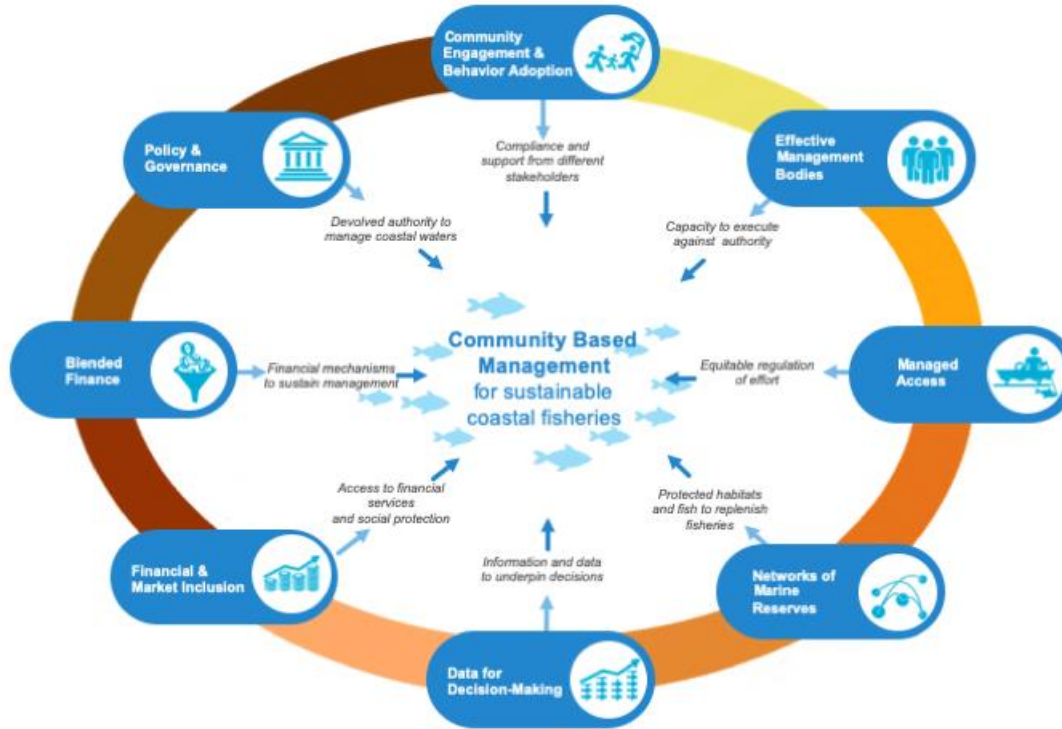 Community
Engagement &
Behavior Adoption
Compliance and
support from different
stakeholders
Effective
Management
Bodies
Capacity to execute
against authority
Managed
Access
Equitable regulation
of effort
Networks of
Marine
Reserves
Protected habitats
and fish to replenish
fisheries
Data for
Decision-Making
Information and data
to underpin decisions
Financial &
Market Inclusion
Access to financial
services
and social protection
Blended
Finance
Financial mechanisms
to sustain management
Policy &
Governance
Devolved authority to
manage coastal waters
Community Based
Management
for sustainable
coastal fisheries